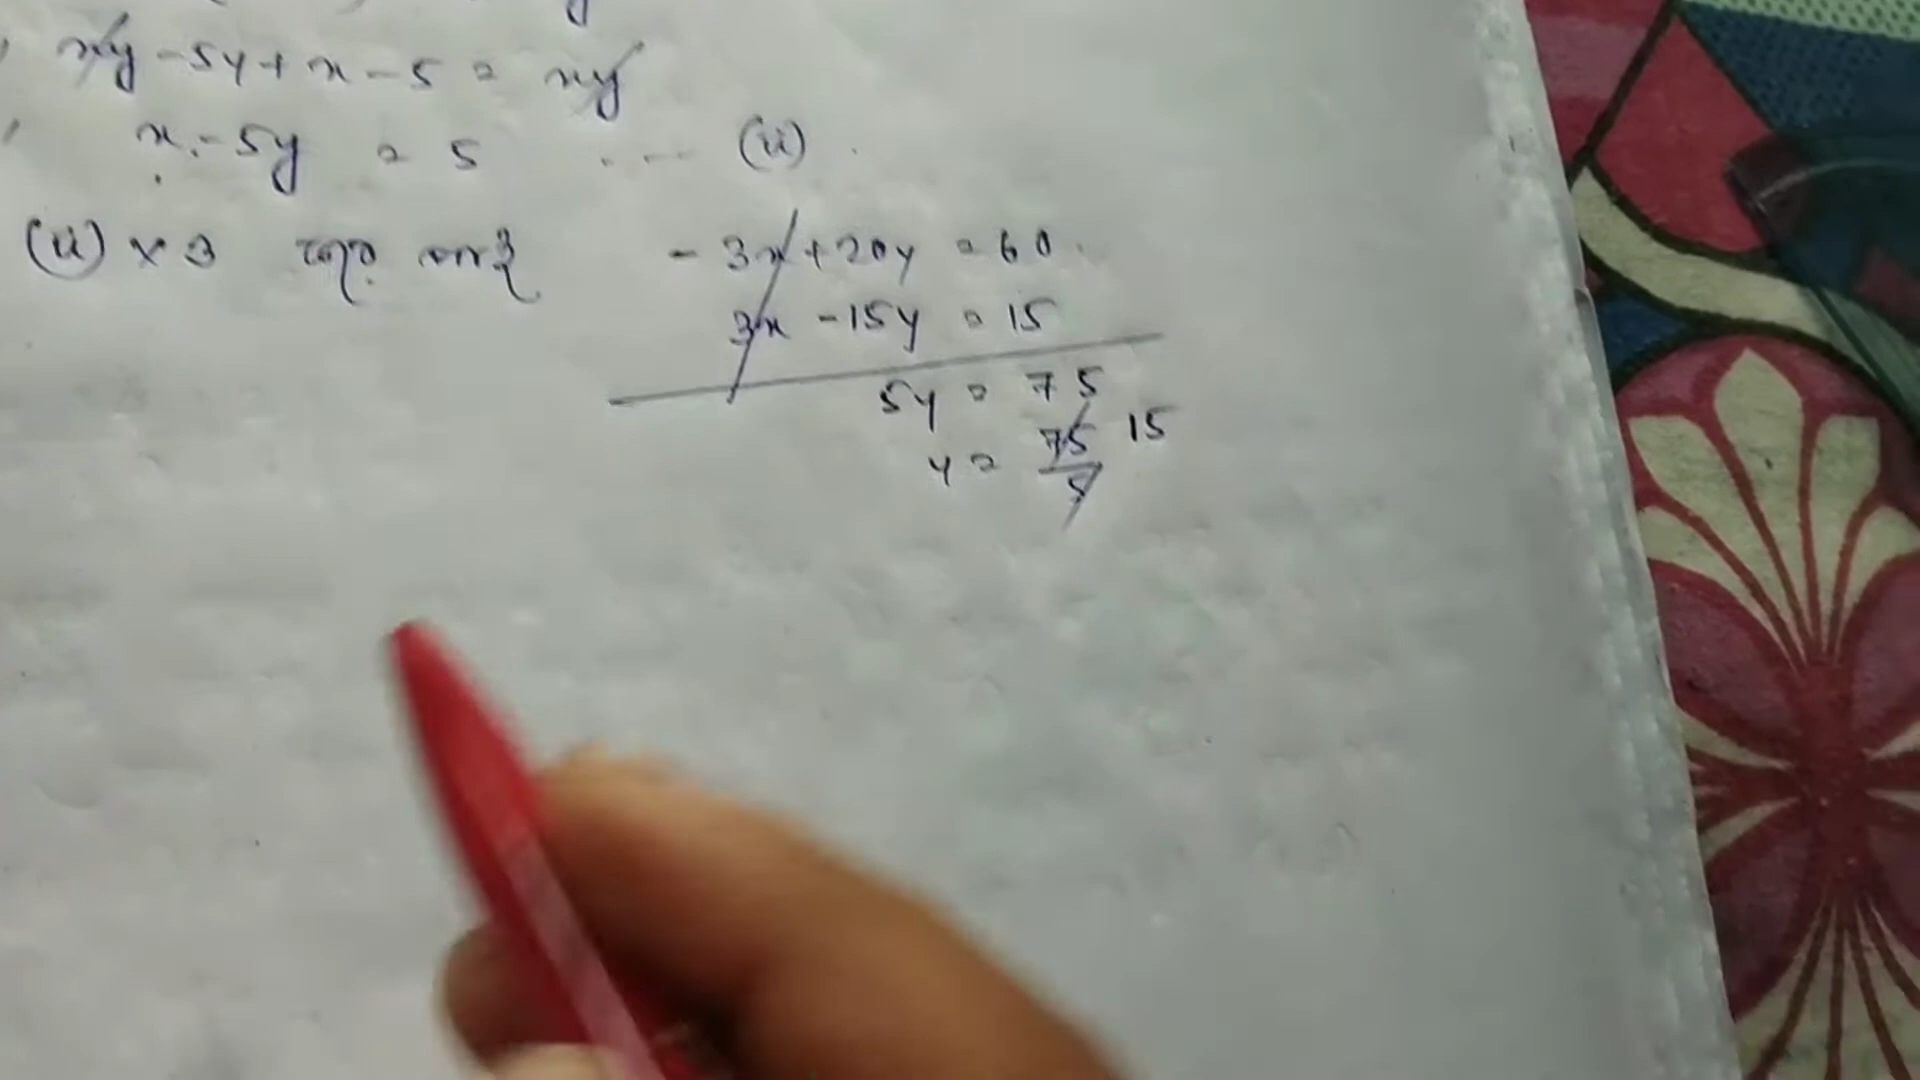 xy - 5y + x - 5 = xy
x - 5y = 5 ... (ii)
(ii) × 3
- 3x + 20y = 60
3x - 15y = 15
5y = 75
y = 75/5 15